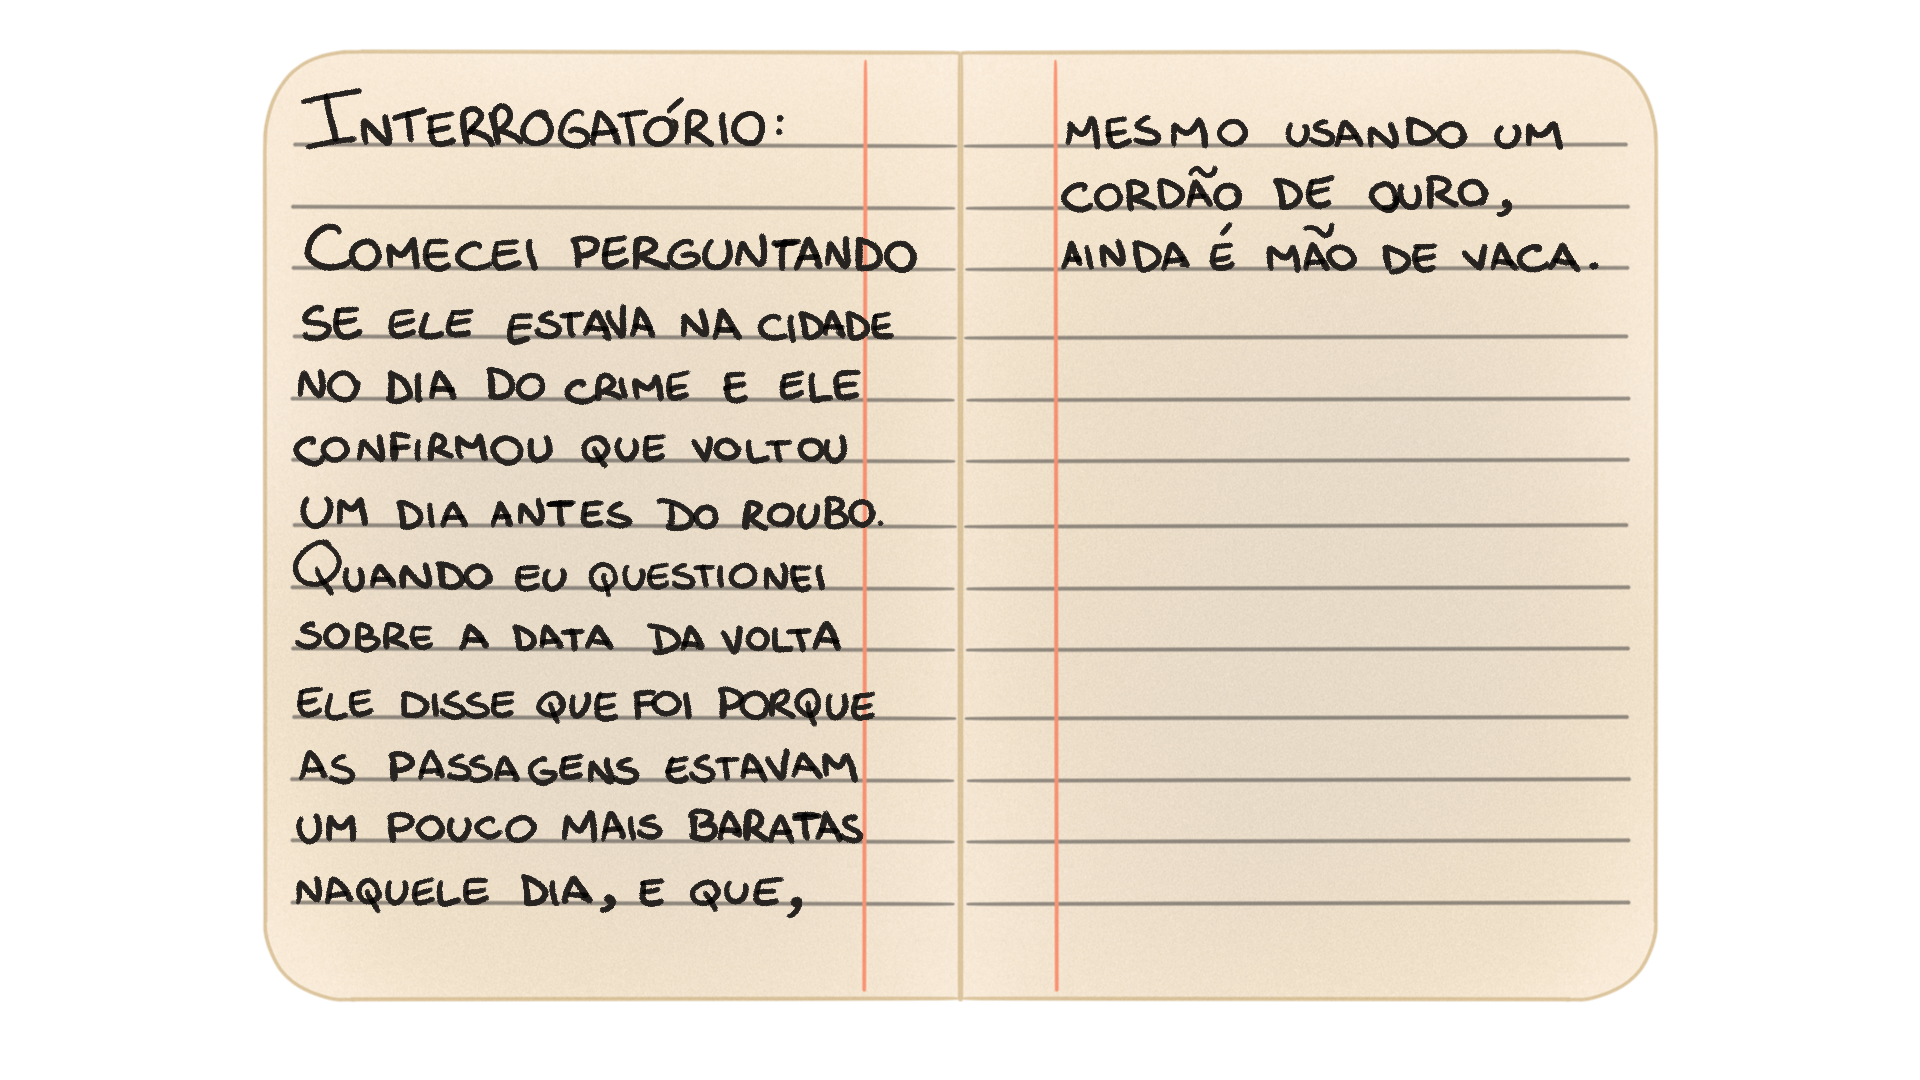 INTERROGATÓRIO:
COMECEI PERGUNTANDO
SE ELE ESTAVA NA CIDADE
NO DIA DO CRIME E ELE
CONFIRMOU QUE VOLTOU
UM DIA ANTES DO ROUBO.
QUANDO EU QUESTIONEI
SOBRE A DATA DA VOLTA
ELE DISSE QUE FOI PORQUE
AS PASSAGENS ESTAVAM
UM POUCO MAIS BARATAS
NAQUELE DIA, E QUE,
MESMO USANDO UM
CORDÃO DE OURO,
AINDA É MÃO DE VACA.